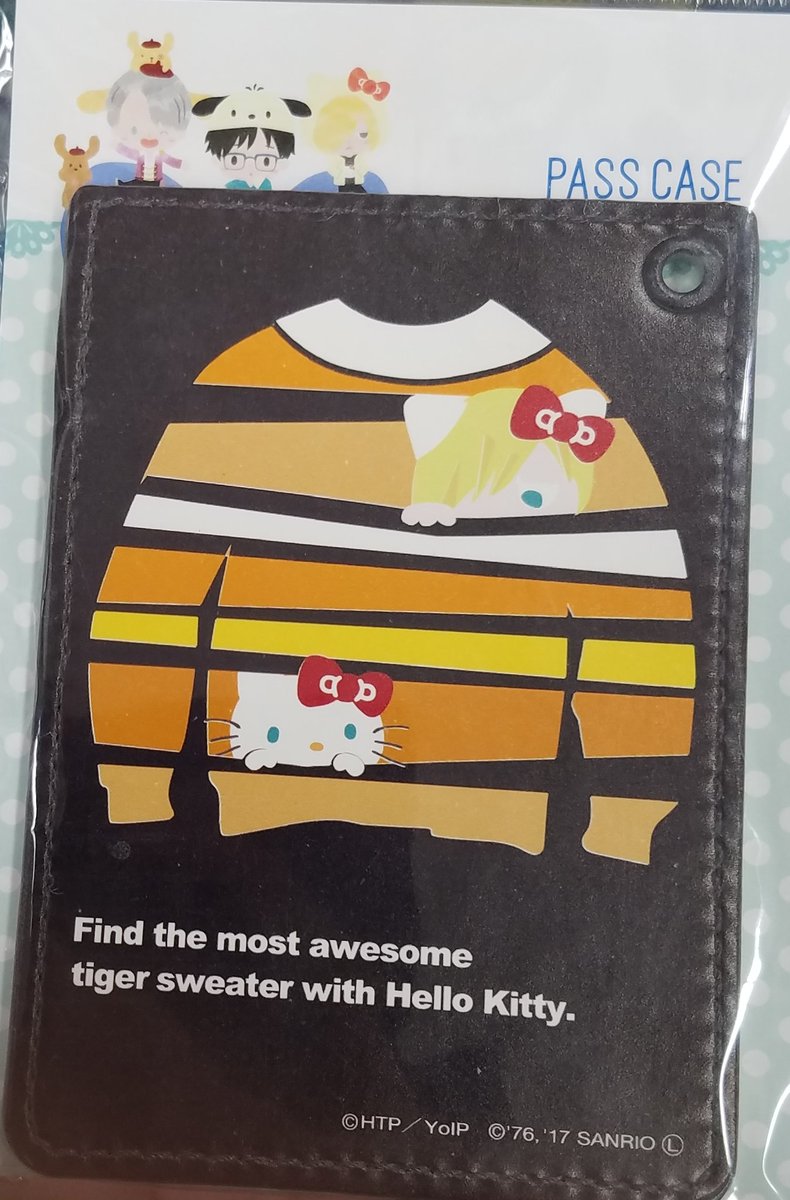 PASS CASE
Find the most awesome
tiger sweater with Hello Kitty.
©HTP/YoIP ©'76,'17 SANRIO Ⓛ